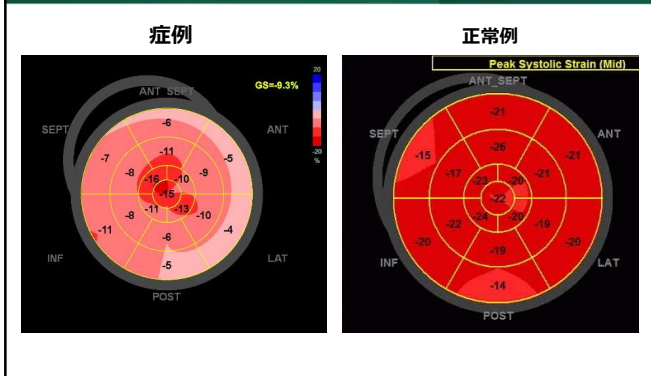 症例
正常例
GS=-9.3%
20
-20
%
ANT_SEPT
SEPT
ANT
-6
-7
-5
-11
-8
-9
-16
-10
-15
-8
-11
-13
-10
-11
-4
-6
-5
INF
LAT
POST
Peak Systolic Strain (Mid)
ANT_SEPT
SEPT
ANT
-21
-15
-21
-26
-17
-21
-23
-20
-22
-22
-24
-20
-19
-20
-20
-19
-14
INF
LAT
POST